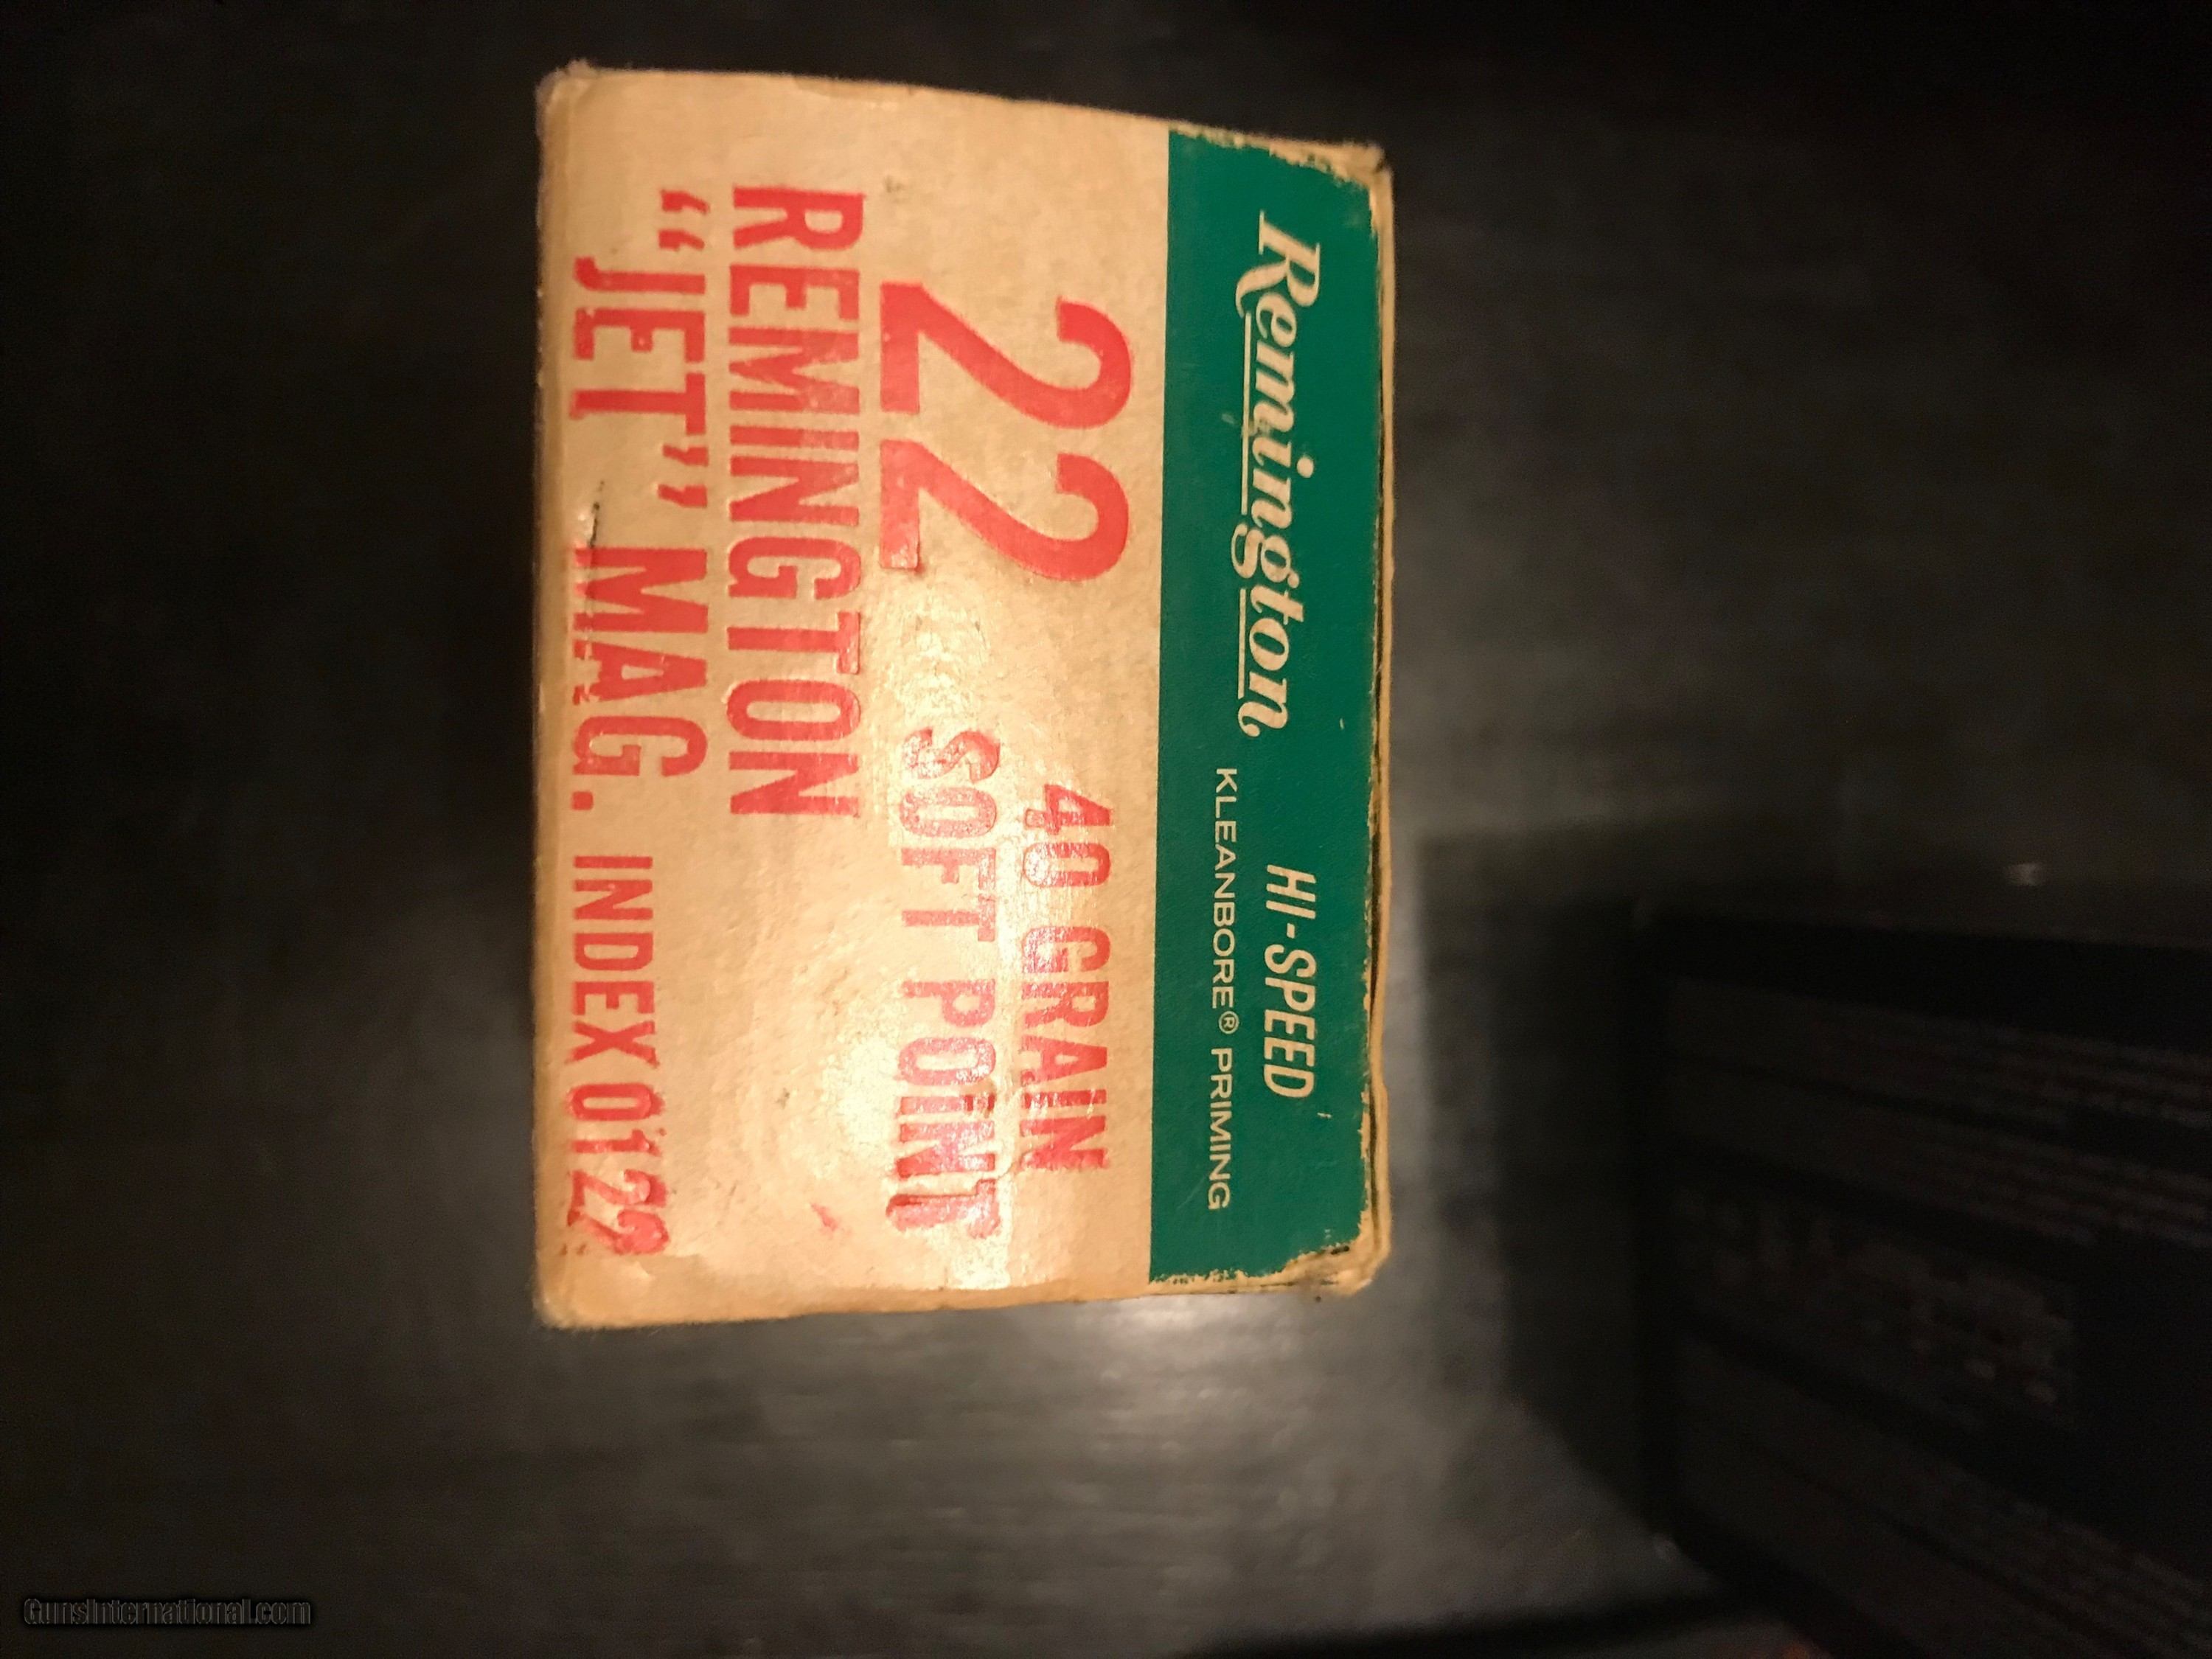 Remington
HI-SPEED
KLEANBORE® PRIMING
22 40 GRAIN
SOFT POINT
REMINGTON
"JET" MAG. INDEX 0122
GunsInternational.com